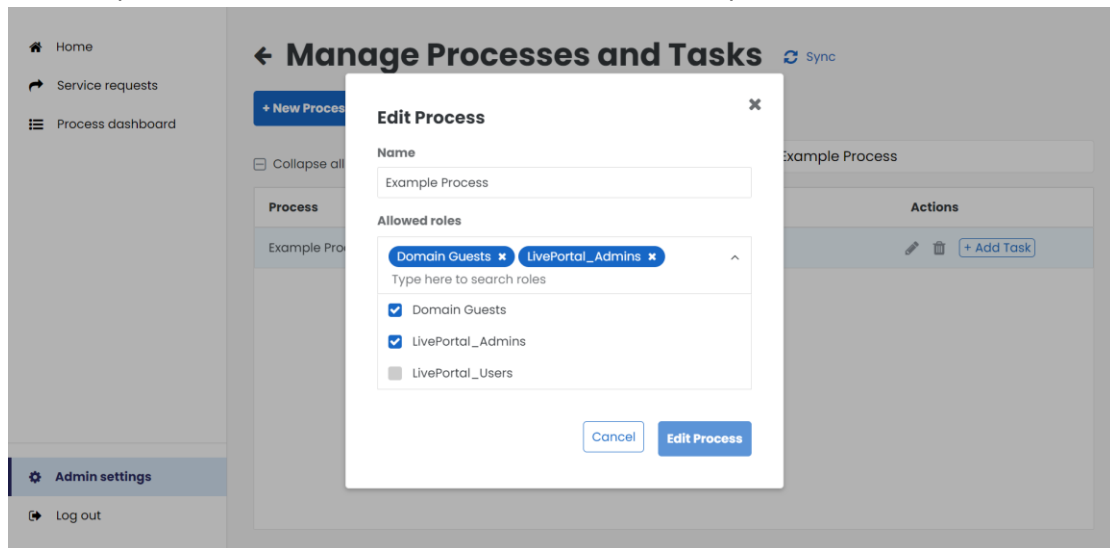 Home
Service requests
Process dashboard
Admin settings
Log out
Manage Processes and Tasks
Sync
+ New Proces
Collapse all
Example Process
Process
Actions
Example Pro
+ Add Task
Edit Process
Name
Example Process
Allowed roles
Domain Guests
LivePortal_Admins
Type here to search roles
Domain Guests
LivePortal_Admins
LivePortal_Users
Cancel
Edit Process